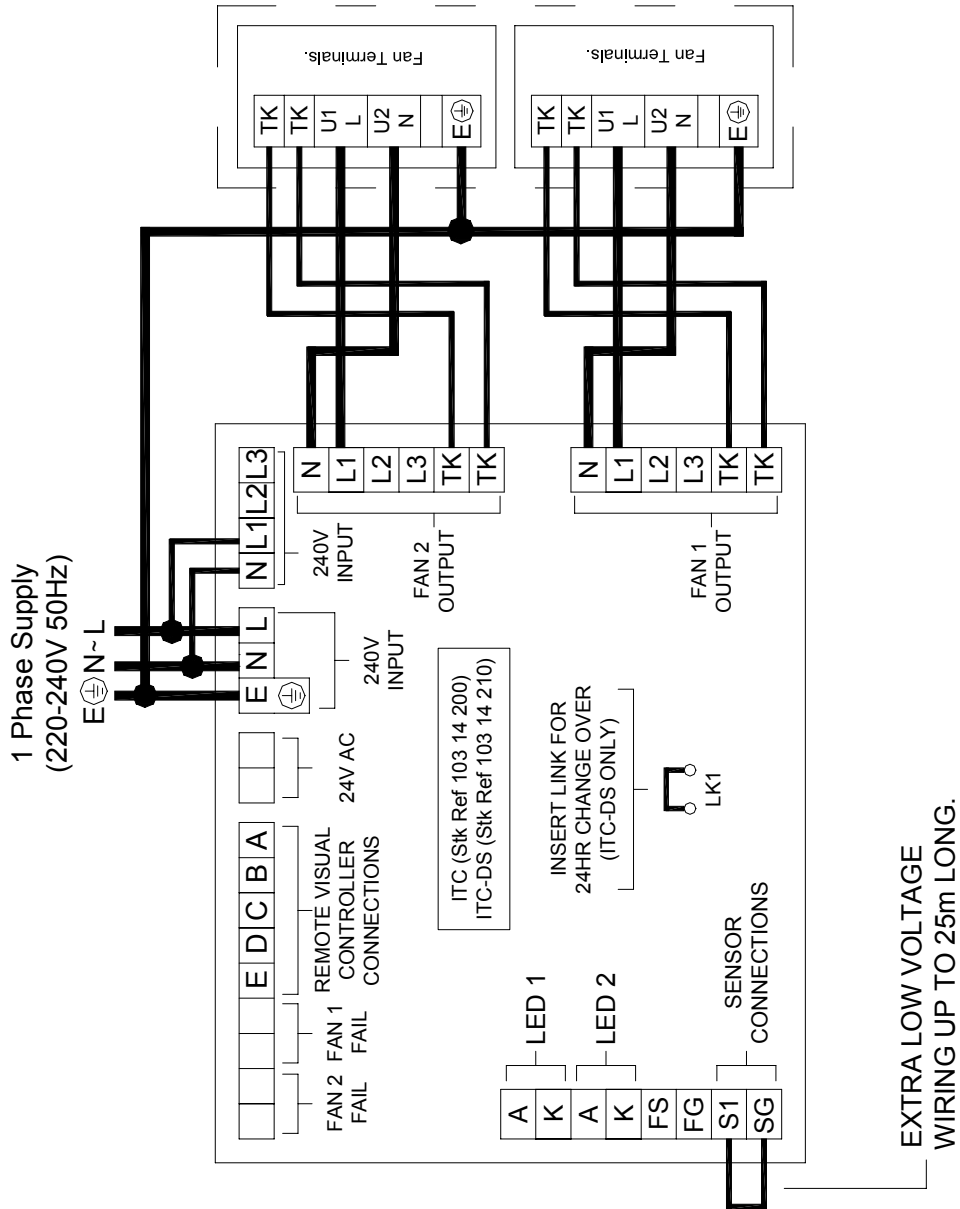 1 Phase Supply
(220-240V 50Hz)
E N~L
Fan Terminals.
TK
TK
U1
L
U2
N
E
Fan Terminals.
TK
TK
U1
L
U2
N
E
FAN 2
FAIL
FAN 1
FAIL
E D C B A
REMOTE VISUAL
CONTROLLER
CONNECTIONS
24V AC
E N L
240V
INPUT
N L1 L2 L3
240V
INPUT
N
L1
L2
L3
TK
TK
FAN 2
OUTPUT
N
L1
L2
L3
TK
TK
FAN 1
OUTPUT
ITC (Stk Ref 103 14 200)
ITC-DS (Stk Ref 103 14 210)
INSERT LINK FOR
24HR CHANGE OVER
(ITC-DS ONLY)
LK1
A
K
A
K
FS
FG
S1
SG
LED 1
LED 2
SENSOR
CONNECTIONS
EXTRA LOW VOLTAGE
WIRING UP TO 25m LONG.